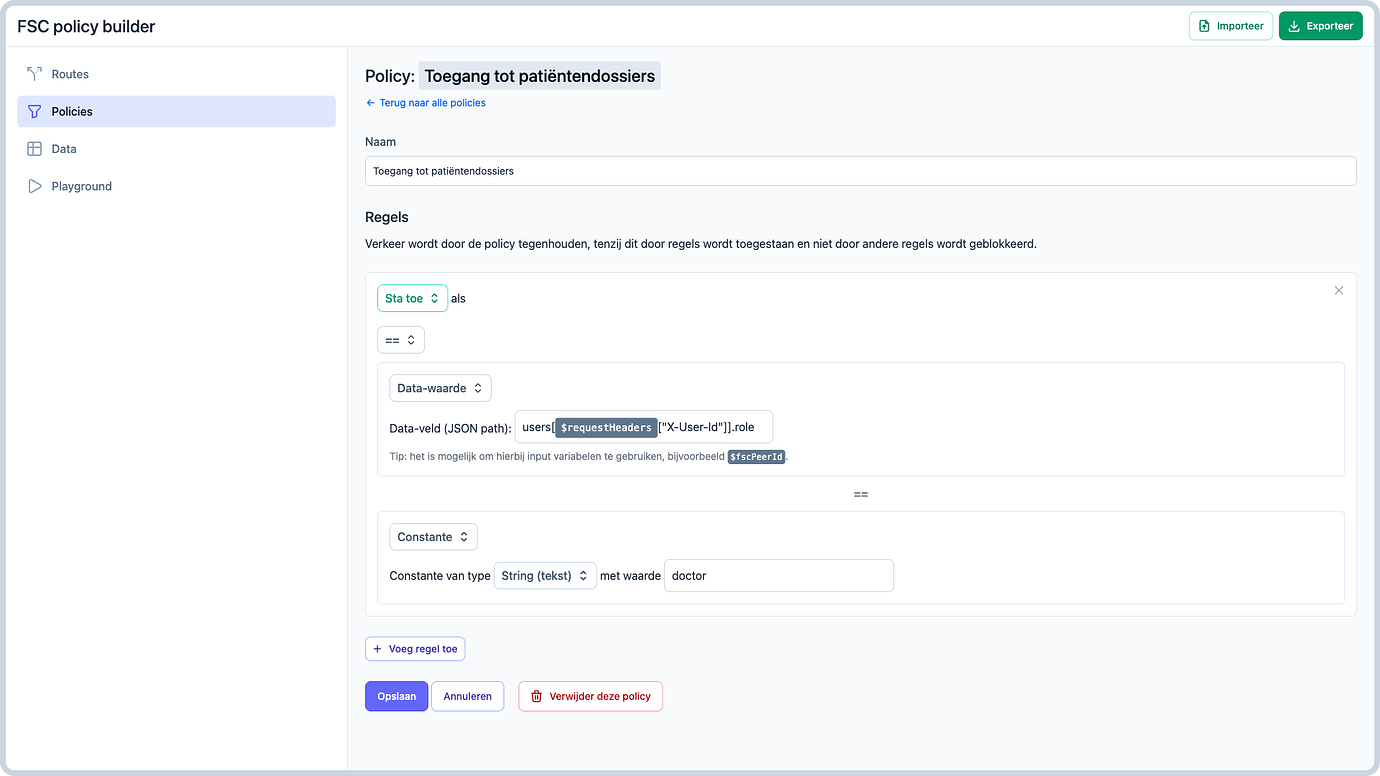 FSC policy builder
Importeer
Exporteer
Routes
Policies
Data
Playground
Policy: Toegang tot patiëntendossiers
← Terug naar alle policies
Naam
Toegang tot patiëntendossiers
Regels
Verkeer wordt door de policy tegenhouden, tenzij dit door regels wordt toegestaan en niet door andere regels wordt geblokkeerd.
Sta toe als
==
Data-waarde
Data-veld (JSON path): users[$requestHeaders["X-User-Id"]].role
Tip: het is mogelijk om hierbij input variabelen te gebruiken, bijvoorbeeld $fscPeerId.
==
Constante
Constante van type String (tekst) met waarde doctor
+ Voeg regel toe
Opslaan
Annuleren
Verwijder deze policy